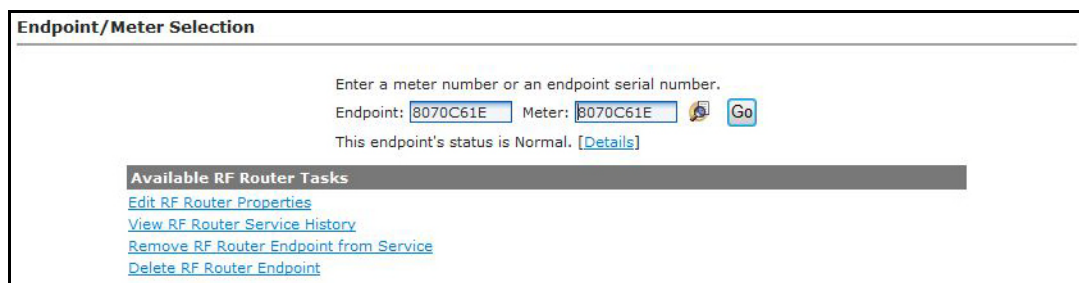 Endpoint/Meter Selection
Enter a meter number or an endpoint serial number.
Endpoint: 8070C61E Meter: 8070C61E Go
This endpoint's status is Normal. [Details]
Available RF Router Tasks
Edit RF Router Properties
View RF Router Service History
Remove RF Router Endpoint from Service
Delete RF Router Endpoint